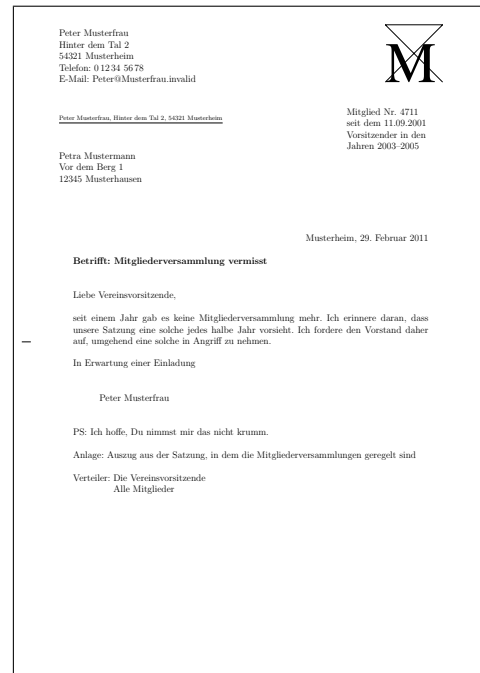 Peter Musterfrau
Hinter dem Tal 2
54321 Musterheim
Telefon: 0 12 34 56 78
E-Mail: Peter@Musterfrau.invalid
M
Peter Musterfrau, Hinter dem Tal 2, 54321 Musterheim
Mitglied Nr. 4711
seit dem 11.09.2001
Vorsitzender in den
Jahren 2003–2005
Petra Mustermann
Vor dem Berg 1
12345 Musterhausen
Musterheim, 29. Februar 2011
Betrifft: Mitgliederversammlung vermisst
Liebe Vereinsvorsitzende,
seit einem Jahr gab es keine Mitgliederversammlung mehr. Ich erinnere daran, dass
unsere Satzung eine solche jedes halbe Jahr vorsieht. Ich fordere den Vorstand daher
auf, umgehend eine solche in Angriff zu nehmen.
In Erwartung einer Einladung
Peter Musterfrau
PS: Ich hoffe, Du nimmst mir das nicht krumm.
Anlage: Auszug aus der Satzung, in dem die Mitgliederversammlungen geregelt sind
Verteiler: Die Vereinsvorsitzende
Alle Mitglieder